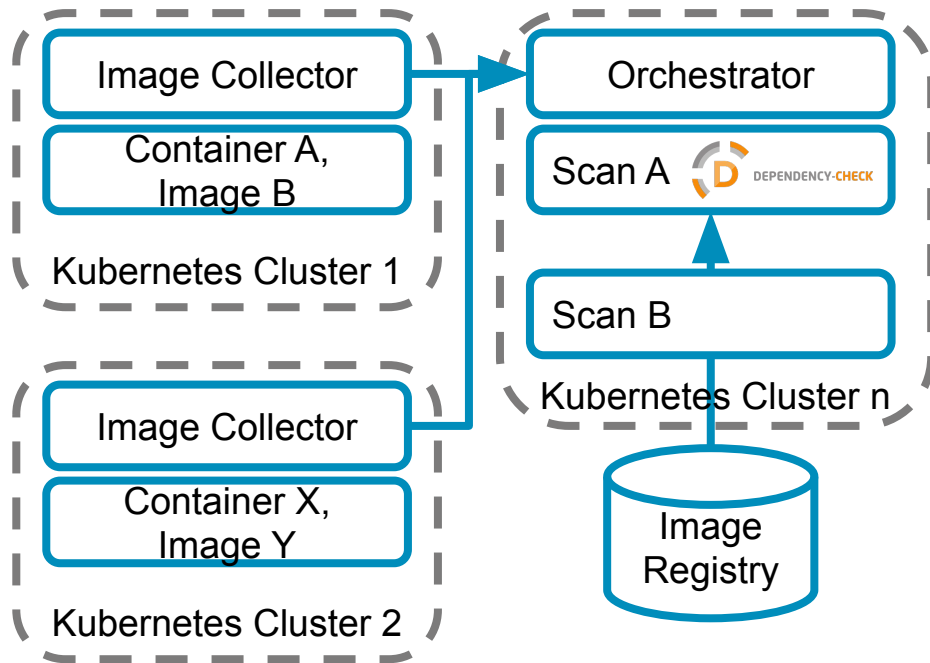 Image Collector
Container A,
Image B
Kubernetes Cluster 1
Image Collector
Container X,
Image Y
Kubernetes Cluster 2
Orchestrator
Scan A
D
DEPENDENCY-CHECK
Scan B
Kubernetes Cluster n
Image
Registry